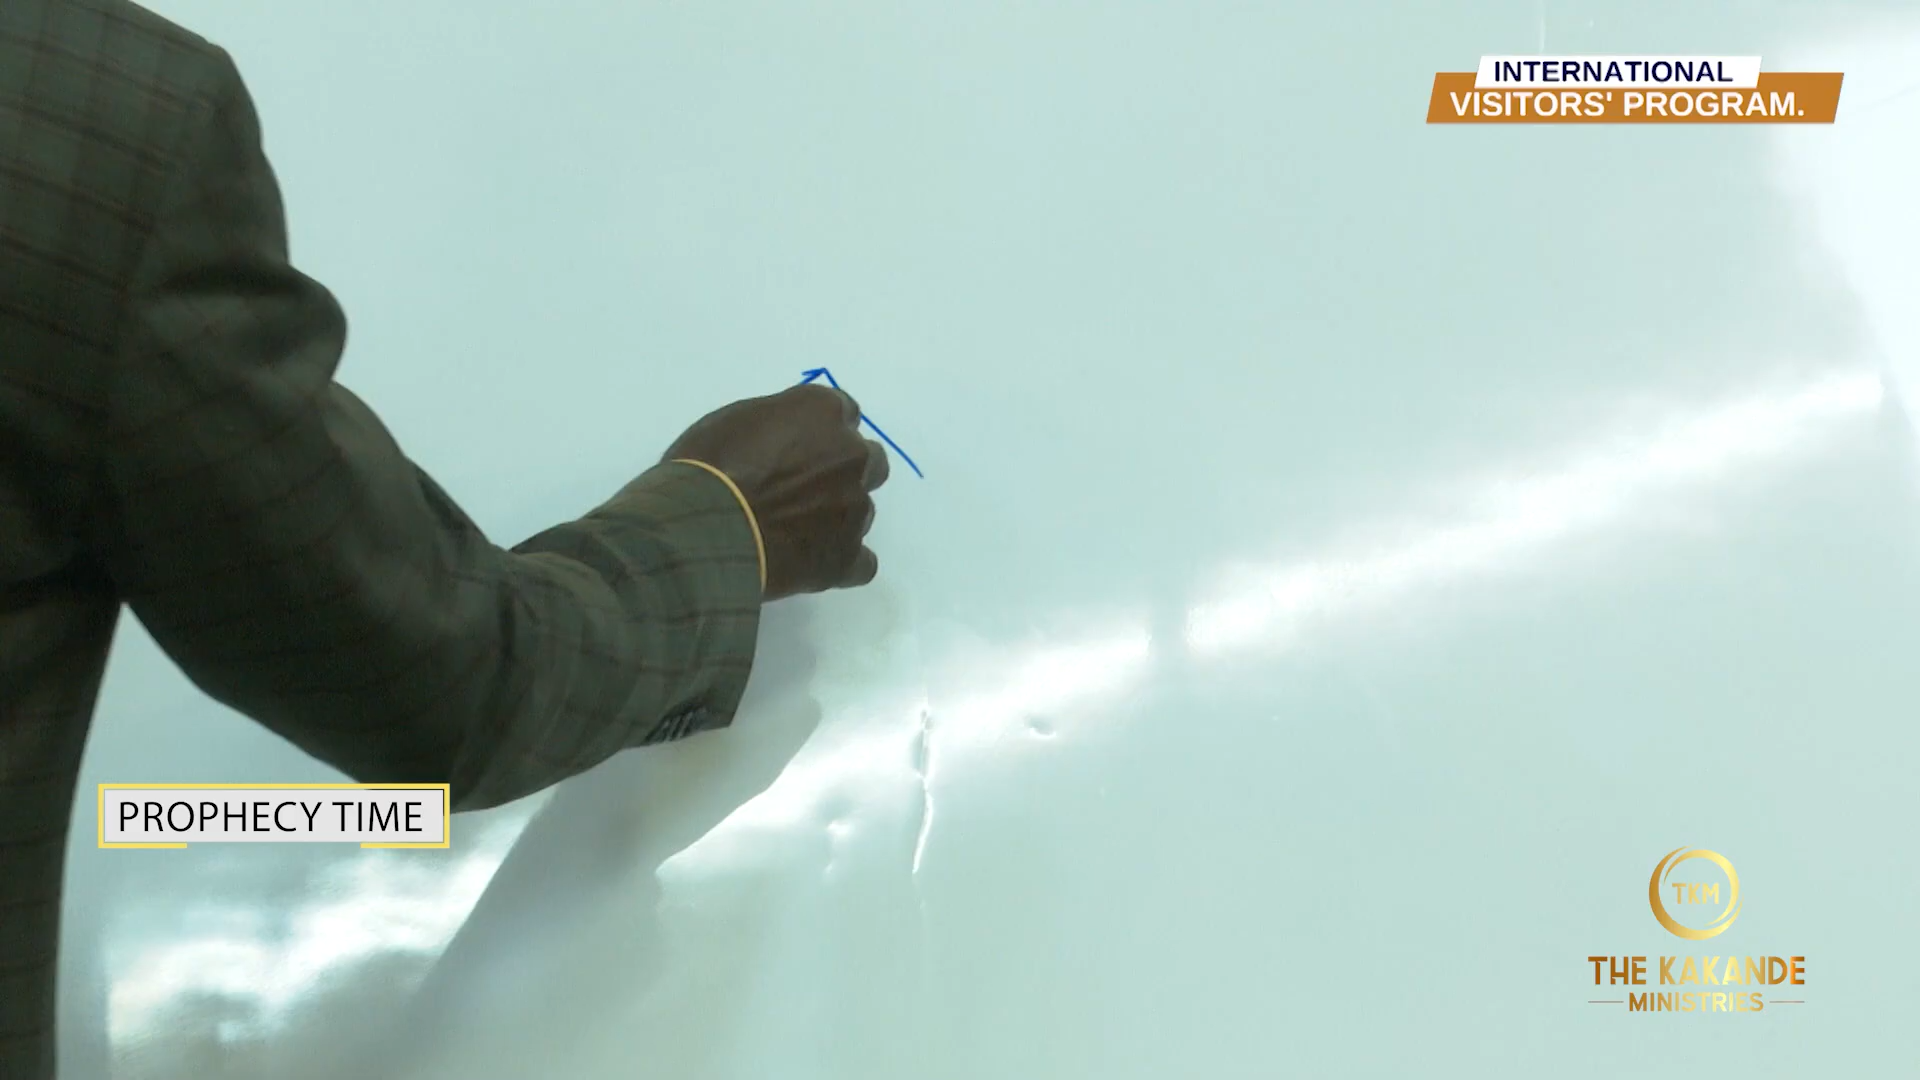 INTERNATIONAL
VISITORS' PROGRAM.
PROPHECY TIME
TKM
THE KAKANDE
MINISTRIES